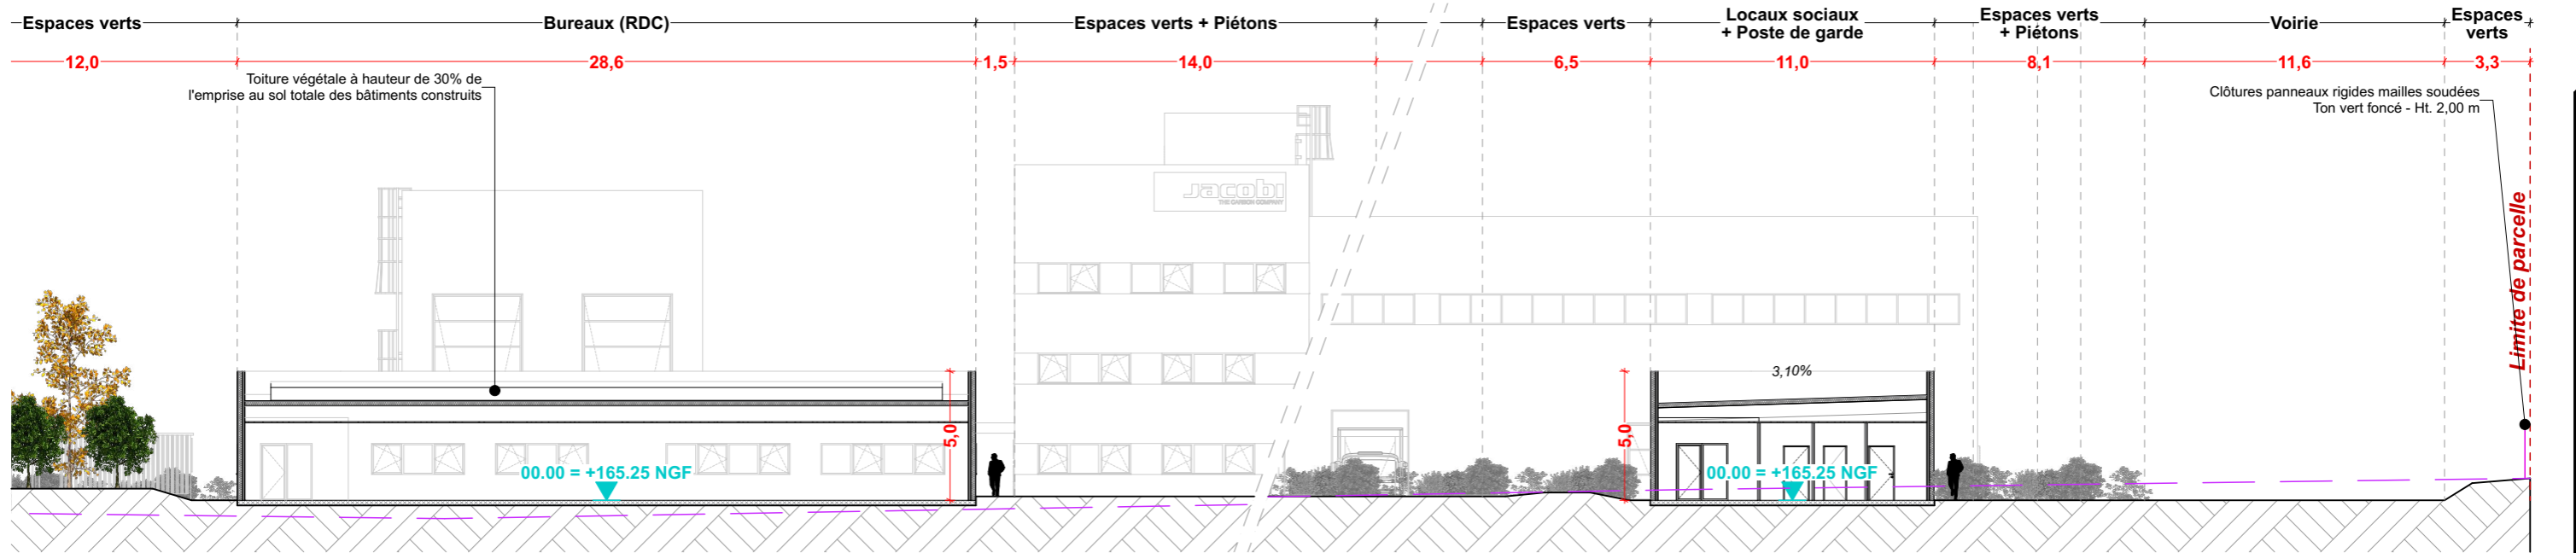 Espaces verts
Bureaux (RDC)
Espaces verts + Piétons
Espaces verts
Locaux sociaux
+ Poste de garde
Espaces verts
+ Piétons
Voirie
Espaces
verts
12,0
28,6
1,5
14,0
6,5
11,0
8,1
11,6
3,3
Toiture végétale à hauteur de 30% de
l'emprise au sol totale des bâtiments construits
Clôtures panneaux rigides mailles soudées
Ton vert foncé - Ht. 2,00 m
Jacobi
THE CARBON COMPANY
Limite de parcelle
3,10%
5,0
5,0
00.00 = +165.25 NGF
00.00 = +165.25 NGF